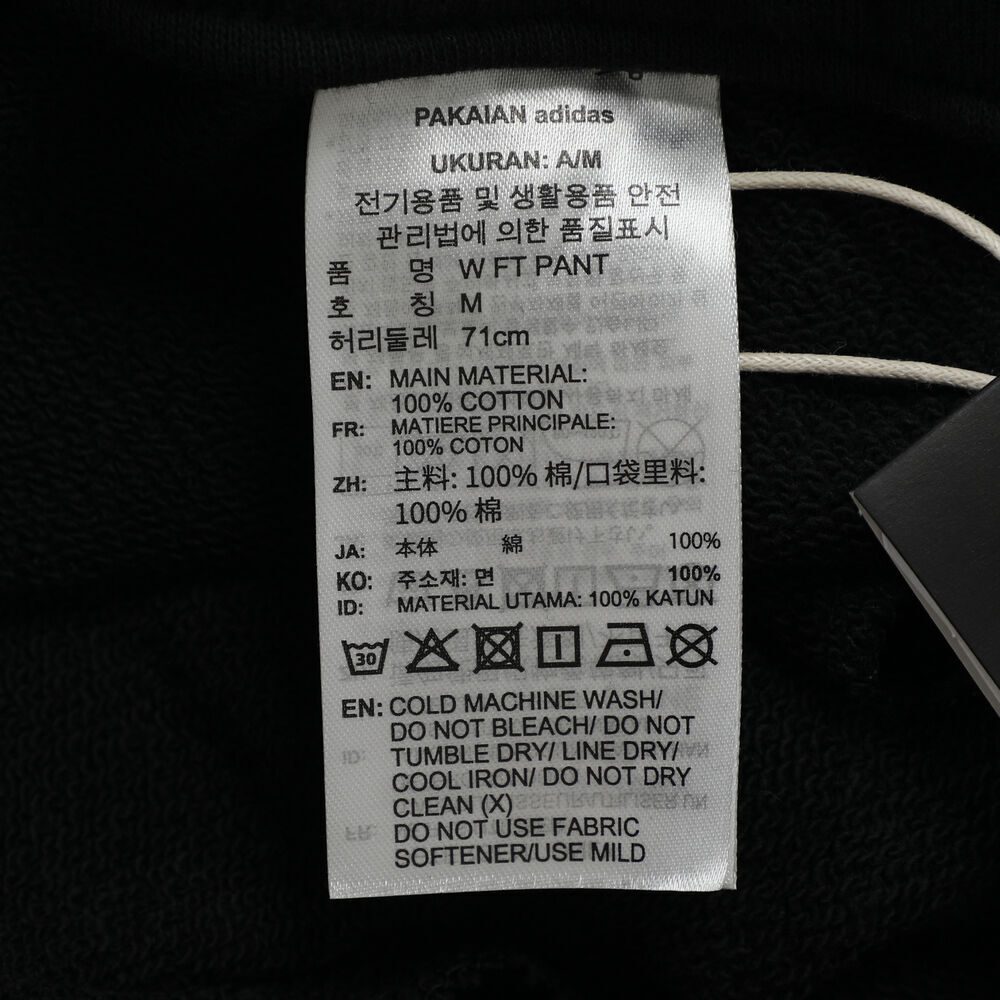 PAKAIAN adidas
UKURAN: A/M
전기용품 및 생활용품 안전
관리법에 의한 품질표시
품 명 W FT PANT
호 칭 M
허리둘레 71cm
EN: MAIN MATERIAL:
100% COTTON
FR: MATIERE PRINCIPALE:
100% COTON
ZH: 主料: 100% 棉/口袋里料:
100% 棉
JA: 本体 綿 100%
KO: 주소재: 면 100%
ID: MATERIAL UTAMA: 100% KATUN
30
EN: COLD MACHINE WASH/
DO NOT BLEACH/ DO NOT
TUMBLE DRY/ LINE DRY/
COOL IRON/ DO NOT DRY
CLEAN (X)
DO NOT USE FABRIC
SOFTENER/USE MILD